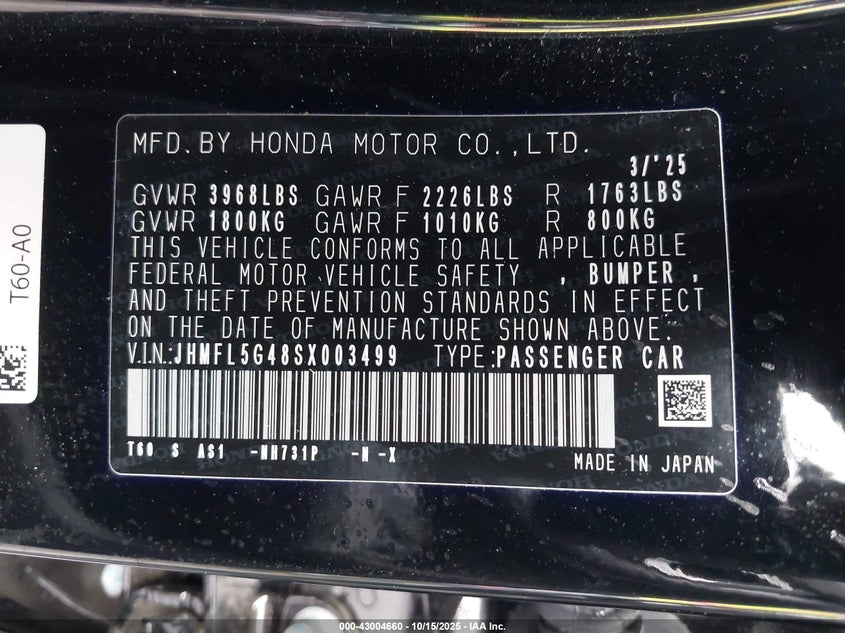 MFD.BY HONDA MOTOR CO.,LTD.
3/'25
GVWR 3968LBS GAWR F 2226LBS R 1763LBS
GVWR 1800KG GAWR F 1010KG R 800KG
THIS VEHICLE CONFORMS TO ALL APPLICABLE
FEDERAL MOTOR VEHICLE SAFETY , BUMPER ,
AND THEFT PREVENTION STANDARDS IN EFFECT
ON THE DATE OF MANUFACTURE SHOWN ABOVE.
V.I.N:JHMFL5G48SX003499 TYPE:PASSENGER CAR
T60 S AS1 -NH731P -N -X
MADE IN JAPAN
T60-A0
000-43004660 - 10/15/2025 - IAA Inc.